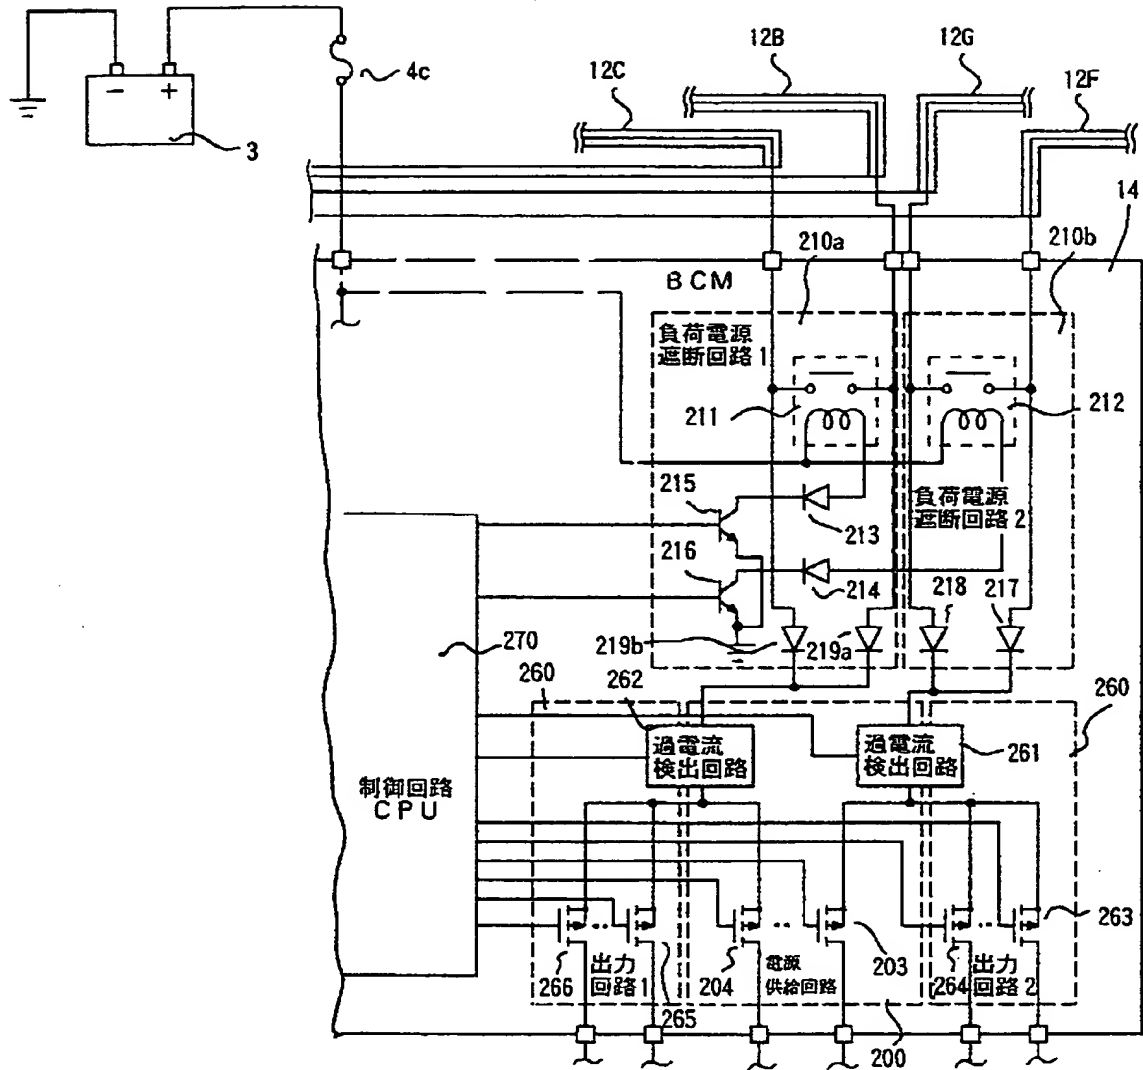 12B
12G
12C
12F
4c
− +
3
14
210a
210b
BCM
負荷電源
遮断回路1
211
212
215
213
負荷電源
遮断回路2
216
214
218
217
219b
219a
270
260
262
過電流
検出回路
過電流
検出回路
261
260
制御回路
CPU
263
266
出力
回路1
265
204
電源
供給回路
203
264
出力
回路2
200